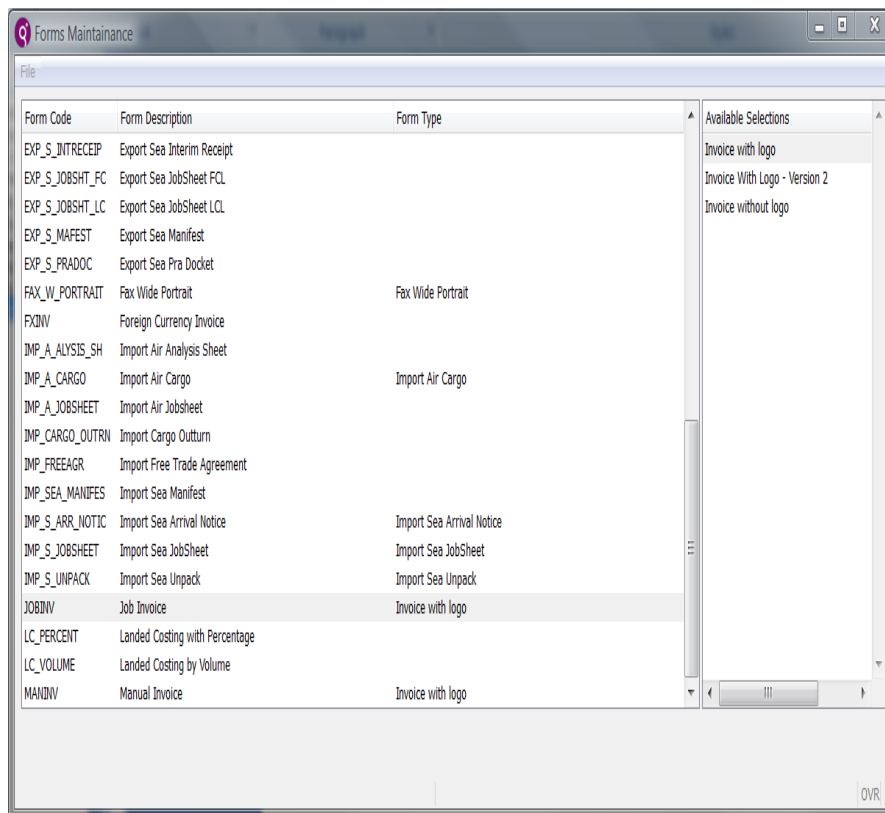 Forms Maintainance
File
Form Code Form Description Form Type
EXP_S_INTRECEIP Export Sea Interim Receipt
EXP_S_JOBSHT_FC Export Sea JobSheet FCL
EXP_S_JOBSHT_LC Export Sea JobSheet LCL
EXP_S_MAFEST Export Sea Manifest
EXP_S_PRADOC Export Sea Pra Docket
FAX_W_PORTRAIT Fax Wide Portrait Fax Wide Portrait
FXINV Foreign Currency Invoice
IMP_A_ALYSIS_SH Import Air Analysis Sheet
IMP_A_CARGO Import Air Cargo Import Air Cargo
IMP_A_JOBSHEET Import Air Jobsheet
IMP_CARGO_OUTRN Import Cargo Outturn
IMP_FREEAGR Import Free Trade Agreement
IMP_SEA_MANIFES Import Sea Manifest
IMP_S_ARR_NOTIC Import Sea Arrival Notice Import Sea Arrival Notice
IMP_S_JOBSHEET Import Sea JobSheet Import Sea JobSheet
IMP_S_UNPACK Import Sea Unpack Import Sea Unpack
JOBINV Job Invoice Invoice with logo
LC_PERCENT Landed Costing with Percentage
LC_VOLUME Landed Costing by Volume
MANINV Manual Invoice Invoice with logo
Available Selections
Invoice with logo
Invoice With Logo - Version 2
Invoice without logo
OVR